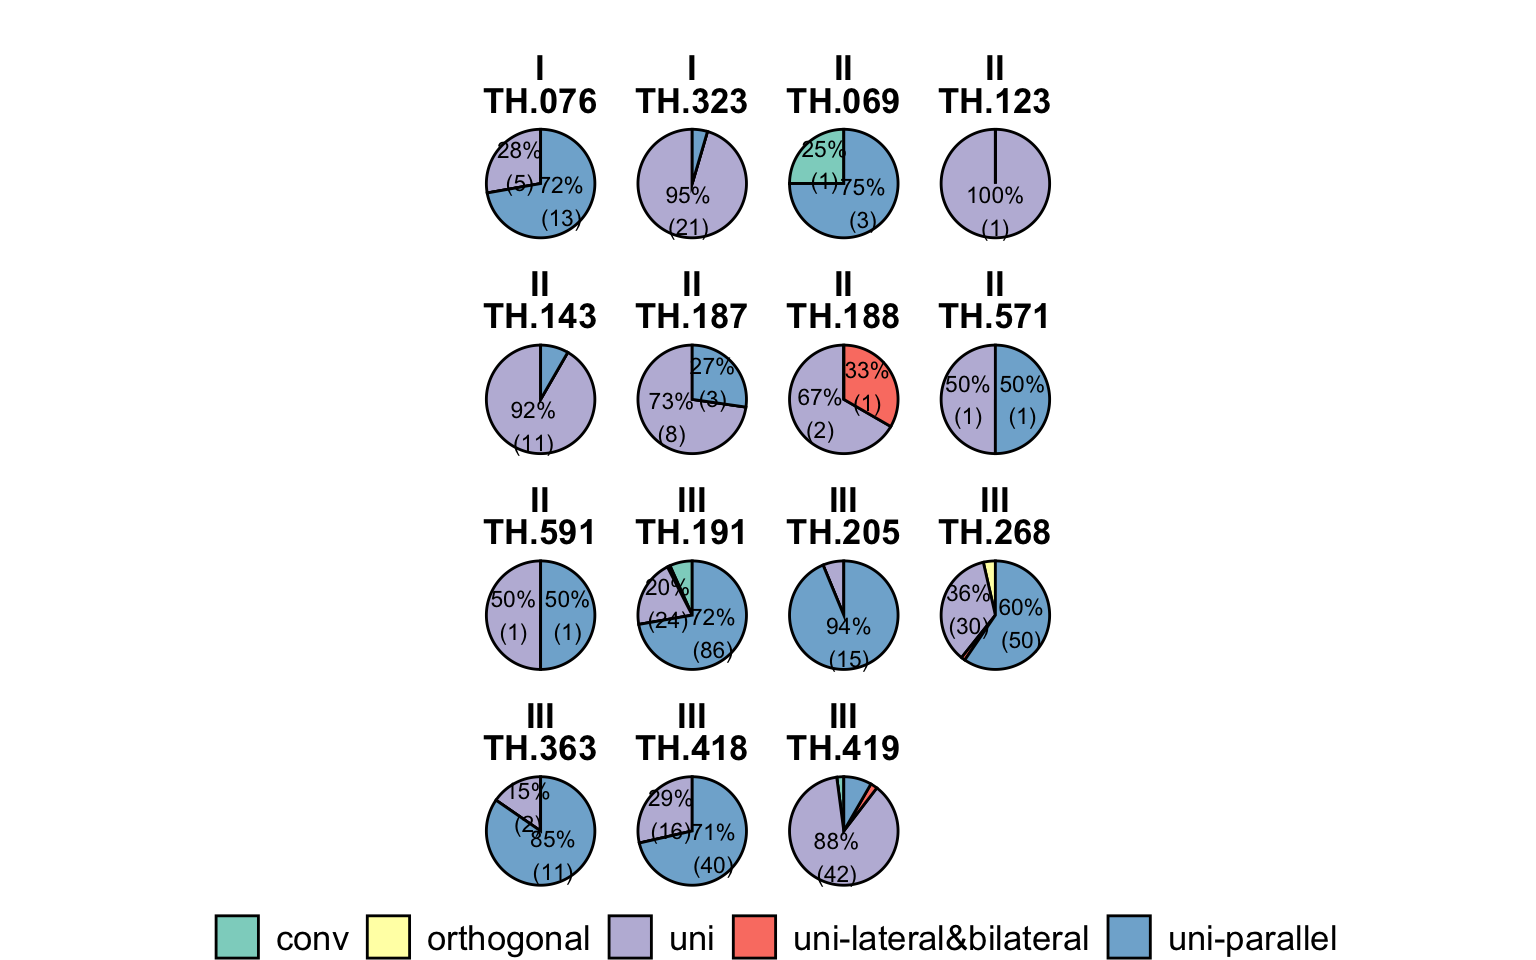 I
TH.076
28%
(5)
72%
(13)
I
TH.323
95%
(21)
II
TH.069
25%
(1)
75%
(3)
II
TH.123
100%
(1)
II
TH.143
92%
(11)
II
TH.187
27%
(3)
73%
(8)
II
TH.188
33%
(1)
67%
(2)
II
TH.571
50%
(1)
50%
(1)
II
TH.591
50%
(1)
50%
(1)
III
TH.191
20%
(24)
72%
(86)
III
TH.205
94%
(15)
III
TH.268
36%
(30)
60%
(50)
III
TH.363
15%
(2)
85%
(11)
III
TH.418
29%
(16)
71%
(40)
III
TH.419
88%
(42)
conv
orthogonal
uni
uni-lateral&bilateral
uni-parallel